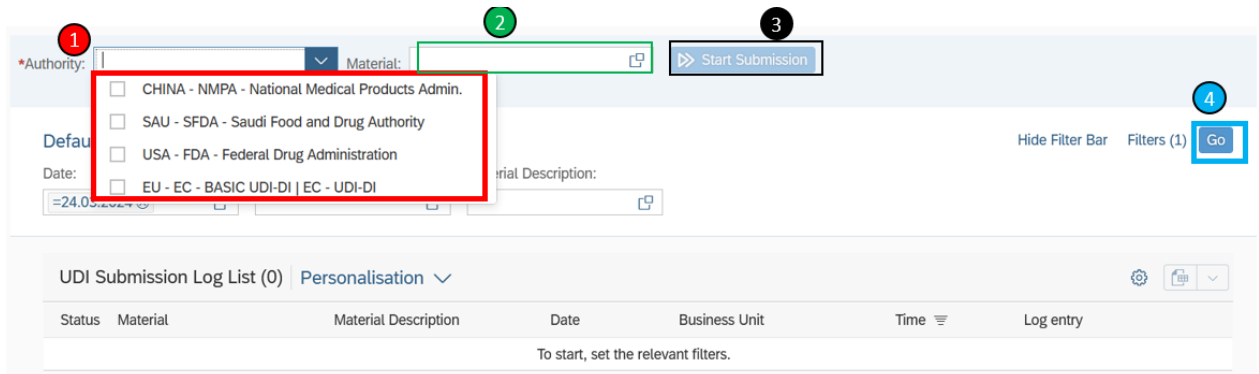 1
2
3
*Authority:
Material:
Start Submission
CHINA - NMPA - National Medical Products Admin.
SAU - SFDA - Saudi Food and Drug Authority
USA - FDA - Federal Drug Administration
EU - EC - BASIC UDI-DI | EC - UDI-DI
4
Defau
Hide Filter Bar Filters (1) Go
Date: rial Description:
UDI Submission Log List (0) Personalisation
Status Material Material Description Date Business Unit Time Log entry
To start, set the relevant filters.